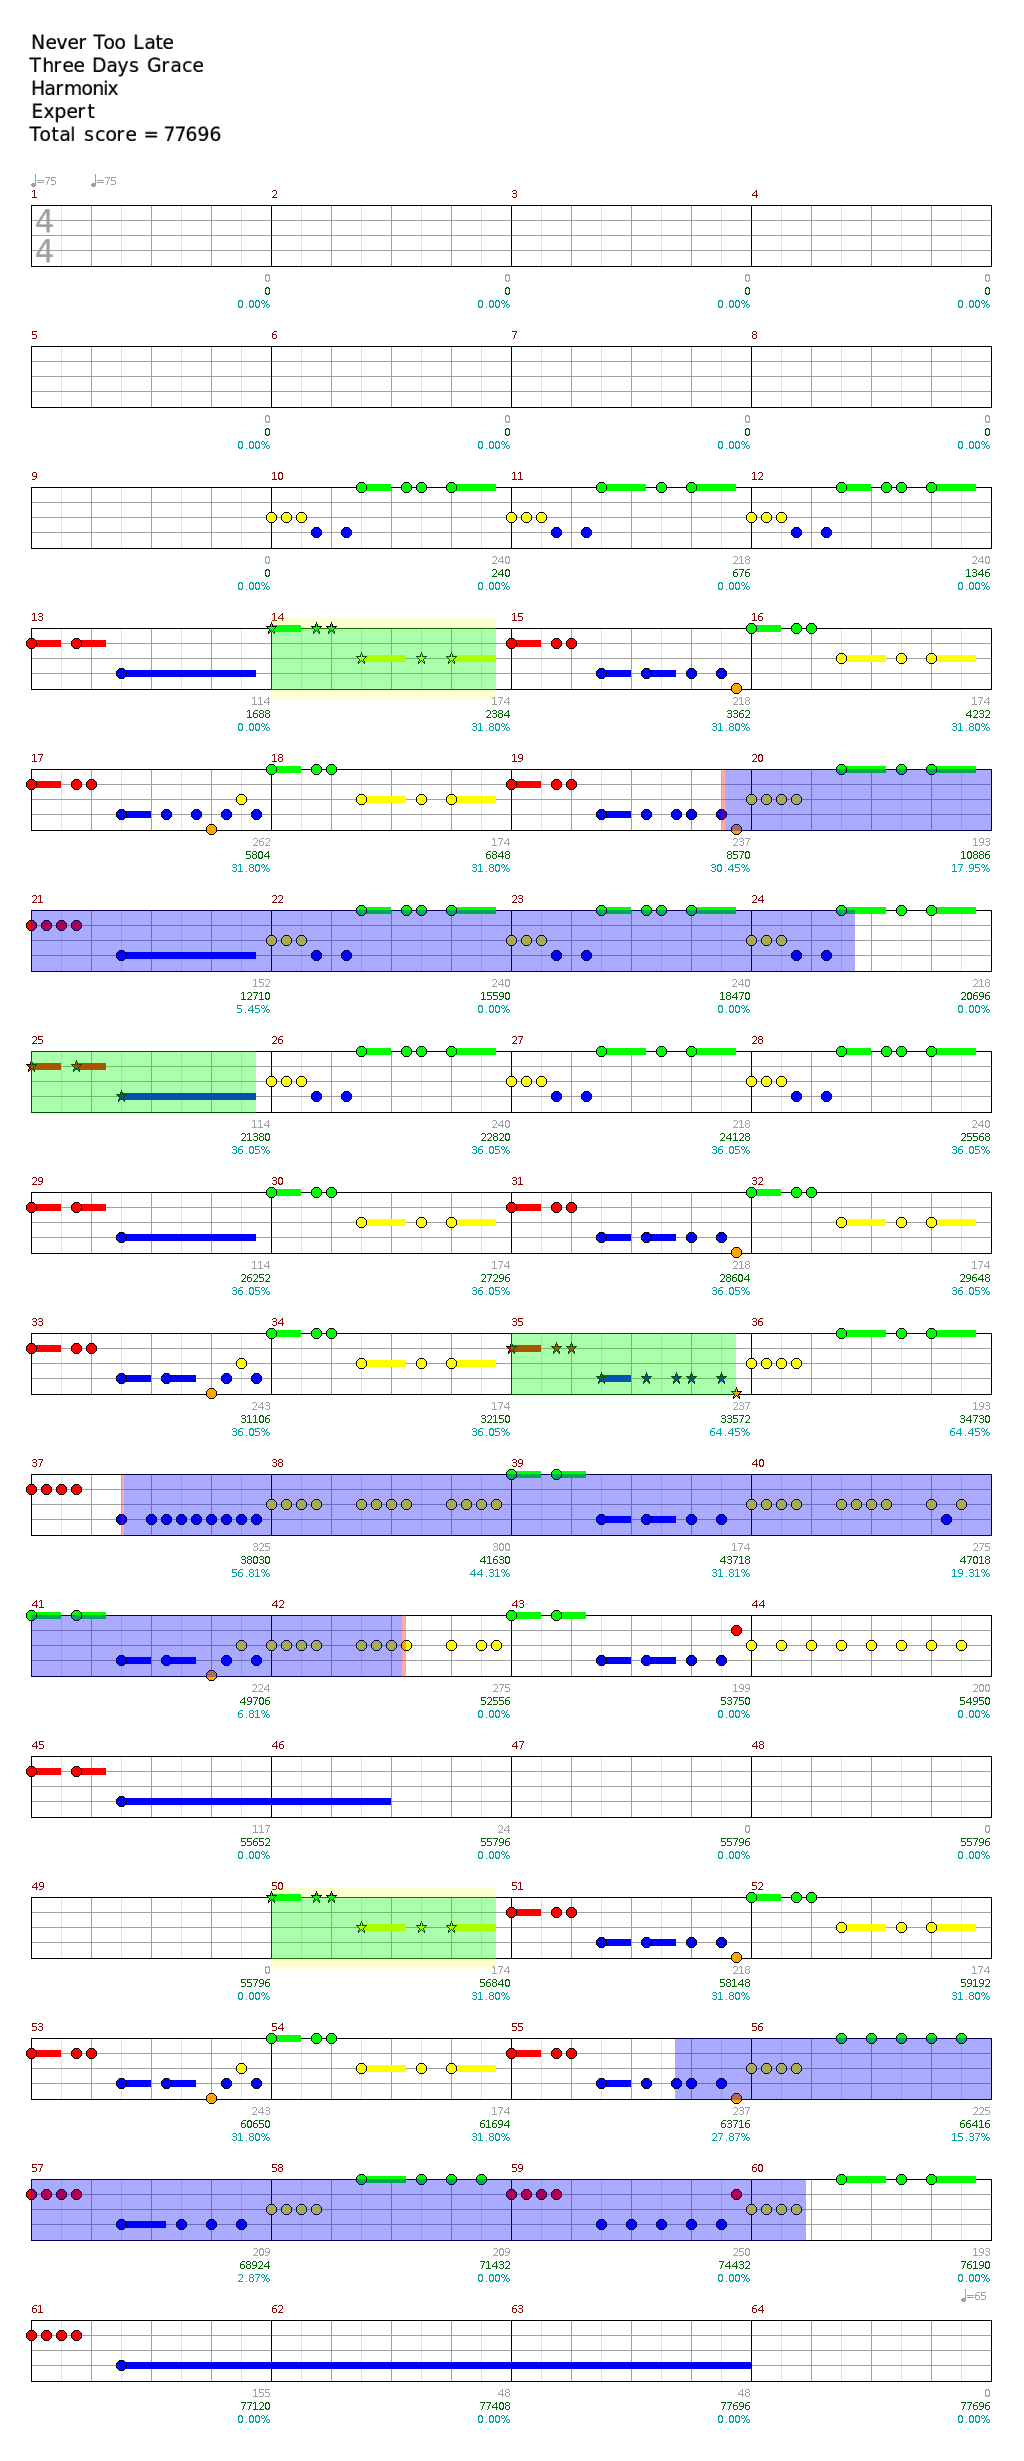 Never Too Late
Three Days Grace
Harmonix
Expert
Total score = 77696
♩=75 ♩=75
1 2 3 4
4
4
0 0 0 0
0 0 0 0
0.00% 0.00% 0.00% 0.00%
5 6 7 8
0 0 0 0
0 0 0 0
0.00% 0.00% 0.00% 0.00%
9 10 11 12
0 240 218 240
0 240 676 1346
0.00% 0.00% 0.00% 0.00%
13 14 15 16
114 174 218 174
1688 2384 3362 4232
0.00% 31.80% 31.80% 31.80%
17 18 19 20
262 174 237 193
5804 6848 8570 10886
31.80% 31.80% 30.45% 17.95%
21 22 23 24
152 240 240 218
12710 15590 18470 20696
5.45% 0.00% 0.00% 0.00%
25 26 27 28
114 240 218 240
21380 22820 24128 25568
36.05% 36.05% 36.05% 36.05%
29 30 31 32
114 174 218 174
26252 27296 28604 29648
36.05% 36.05% 36.05% 36.05%
33 34 35 36
243 174 237 193
31106 32150 33572 34730
36.05% 36.05% 64.45% 64.45%
37 38 39 40
325 300 174 275
38030 41630 43718 47018
56.81% 44.31% 31.81% 19.31%
41 42 43 44
224 275 199 200
49706 52556 53750 54950
6.81% 0.00% 0.00% 0.00%
45 46 47 48
117 24 0 0
55652 55796 55796 55796
0.00% 0.00% 0.00% 0.00%
49 50 51 52
0 174 218 174
55796 56840 58148 59192
0.00% 31.80% 31.80% 31.80%
53 54 55 56
243 174 237 225
60650 61694 63716 66416
31.80% 31.80% 27.87% 15.37%
57 58 59 60
209 209 250 193
68924 71432 74432 76190
2.87% 0.00% 0.00% 0.00%
♩=65
61 62 63 64
155 48 48 0
77120 77408 77696 77696
0.00% 0.00% 0.00% 0.00%